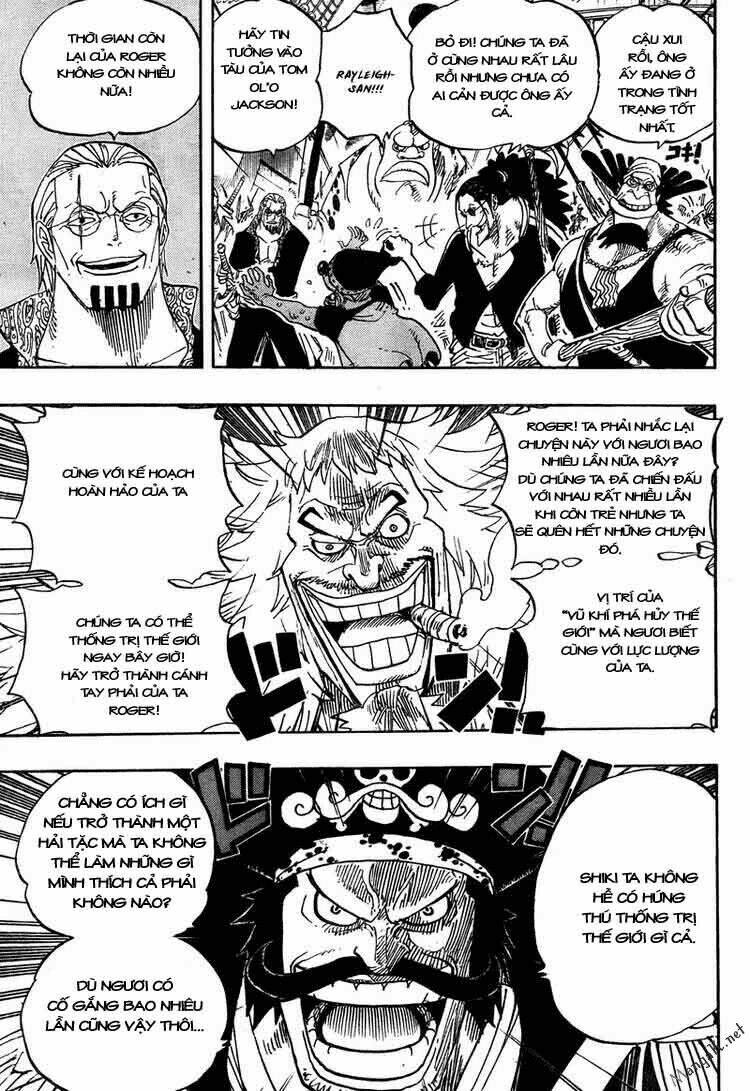 CẬU XUI
RỒI, ÔNG
ẤY ĐANG Ở
TRONG TÌNH
TRẠNG TỐT
NHẤT.
コキ!
BỎ ĐI! CHÚNG TA ĐÃ
Ở CÙNG NHAU RẤT LÂU
RỒI NHƯNG CHƯA CÓ
AI CẢN ĐƯỢC ÔNG ẤY
CẢ.
RAYLEIGH-
SAN!!!
HÃY TIN
TƯỞNG VÀO
TÀU CỦA TOM
OL'O
JACKSON!
THỜI GIAN CÒN
LẠI CỦA ROGER
KHÔNG CÒN NHIỀU
NỮA!
ROGER! TA PHẢI NHẮC LẠI
CHUYỆN NÀY VỚI NGƯƠI BAO
NHIÊU LẦN NỮA ĐÂY?
DÙ CHÚNG TA ĐÃ CHIẾN ĐẤU
VỚI NHAU RẤT NHIỀU LẦN
KHI CÒN TRẺ NHƯNG TA
SẼ QUÊN HẾT NHỮNG CHUYỆN
ĐÓ.
VỊ TRÍ CỦA
"VŨ KHÍ PHÁ HỦY THẾ
GIỚI" MÀ NGƯƠI BIẾT
CÙNG VỚI LỰC LƯỢNG
CỦA TA.
CÙNG VỚI KẾ HOẠCH
HOÀN HẢO CỦA TA
CHÚNG TA CÓ THỂ
THỐNG TRỊ THẾ GIỚI
NGAY BÂY GIỜ!
HÃY TRỞ THÀNH CÁNH
TAY PHẢI CỦA TA
ROGER!
ドン!!
SHIKI TA KHÔNG
HỀ CÓ HỨNG
THÚ THỐNG TRỊ
THẾ GIỚI GÌ CẢ.
ドン!!
CHẲNG CÓ ÍCH GÌ
NẾU TRỞ THÀNH MỘT
HẢI TẶC MÀ TA KHÔNG
THỂ LÀM NHỮNG GÌ
MÌNH THÍCH CẢ PHẢI
KHÔNG NÀO?
DÙ NGƯƠI CÓ
CỐ GẮNG BAO NHIÊU
LẦN CŨNG VẬY THÔI...